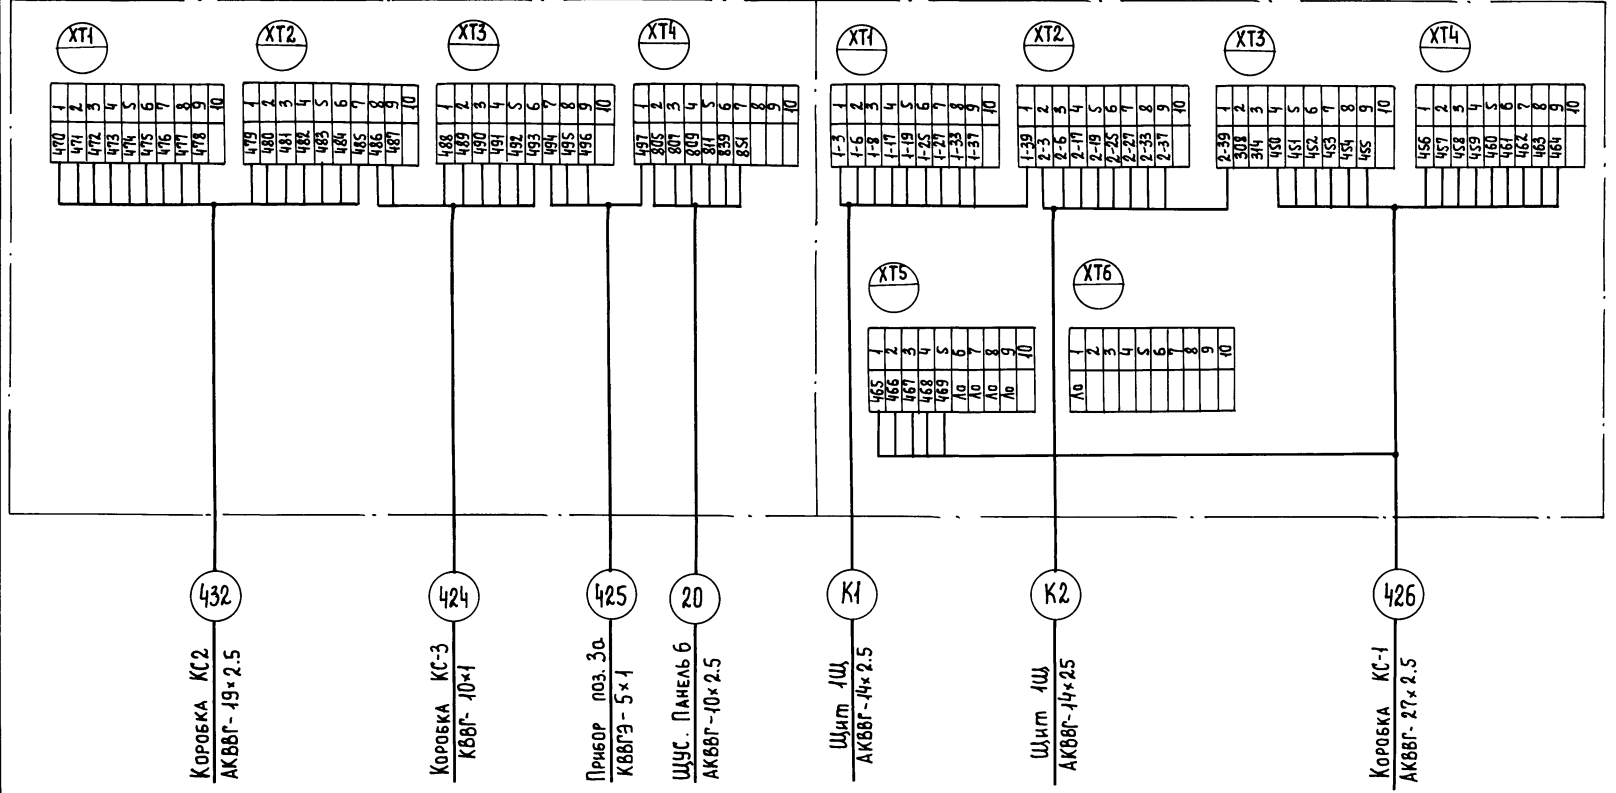 XT1 XT2 XT3 XT4 XT1 XT2 XT3 XT4
1 2 3 4 5 6 7 8 9 10
470 471 472 473 474 475 476 477 478
1 2 3 4 5 6 7 8 9 10
479 480 481 482 483 484 485 486 487
1 2 3 4 5 6 7 8 9 10
488 489 490 491 492 493 494 495 496
1 2 3 4 5 6 7 8 9 10
497 805 807 809 811 839 851
1 2 3 4 5 6 7 8 9 10
1-3 1-6 1-8 1-17 1-19 1-25 1-27 1-33 1-37
1 2 3 4 5 6 7 8 9 10
1-39 2-3 2-6 2-17 2-19 2-25 2-27 2-33 2-37
1 2 3 4 5 6 7 8 9 10
2-39 308 314 450 451 452 453 454 455
1 2 3 4 5 6 7 8 9 10
456 457 458 459 460 461 462 463 464
XT5 XT6
1 2 3 4 5 6 7 8 9 10
465 466 467 468 469 Ло Ло Ло Ло
1 2 3 4 5 6 7 8 9 10
Ло
432 424 425 20 К1 К2 426
Коробка КС2
АКВВГ-19×2.5
Коробка КС-3
КВВГ-10×1
Прибор поз. 3а
КВВГЭ-5×1
ЩУС. Панель 6
АКВВГ-10×2.5
Щит 1Щ
АКВВГ-14×2.5
Щит 1Щ
АКВВГ-14×25
Коробка КС-1
АКВВГ-27×2.5